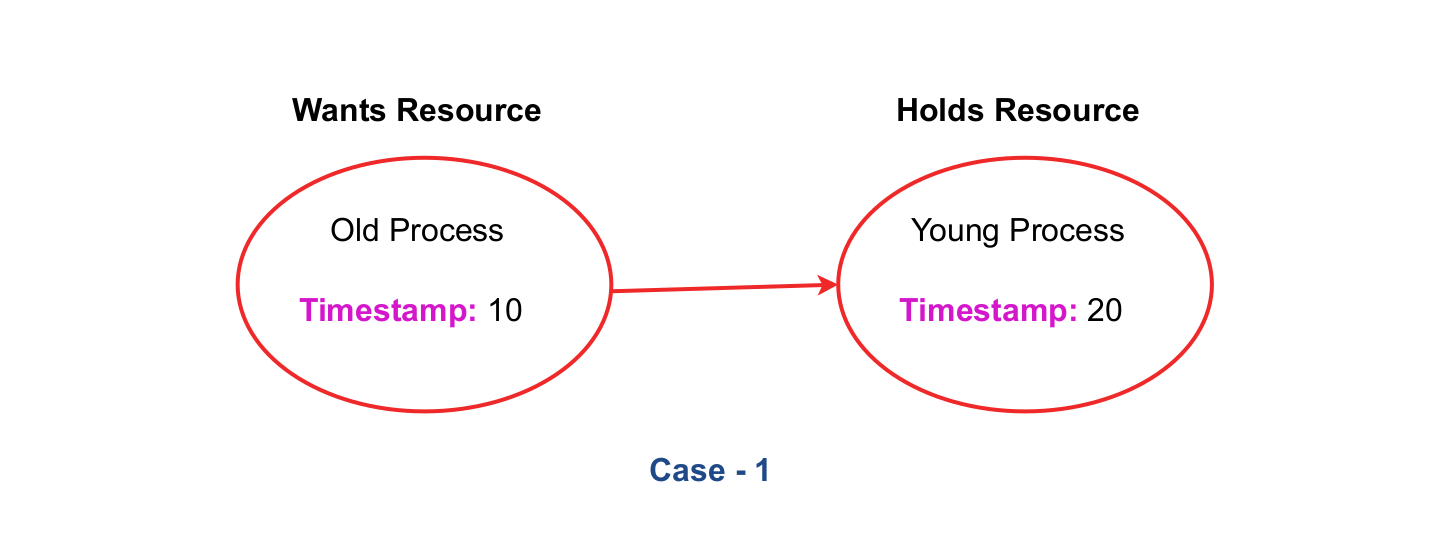 Wants Resource
Holds Resource
Old Process
Young Process
Timestamp: 10
Timestamp: 20
Case - 1